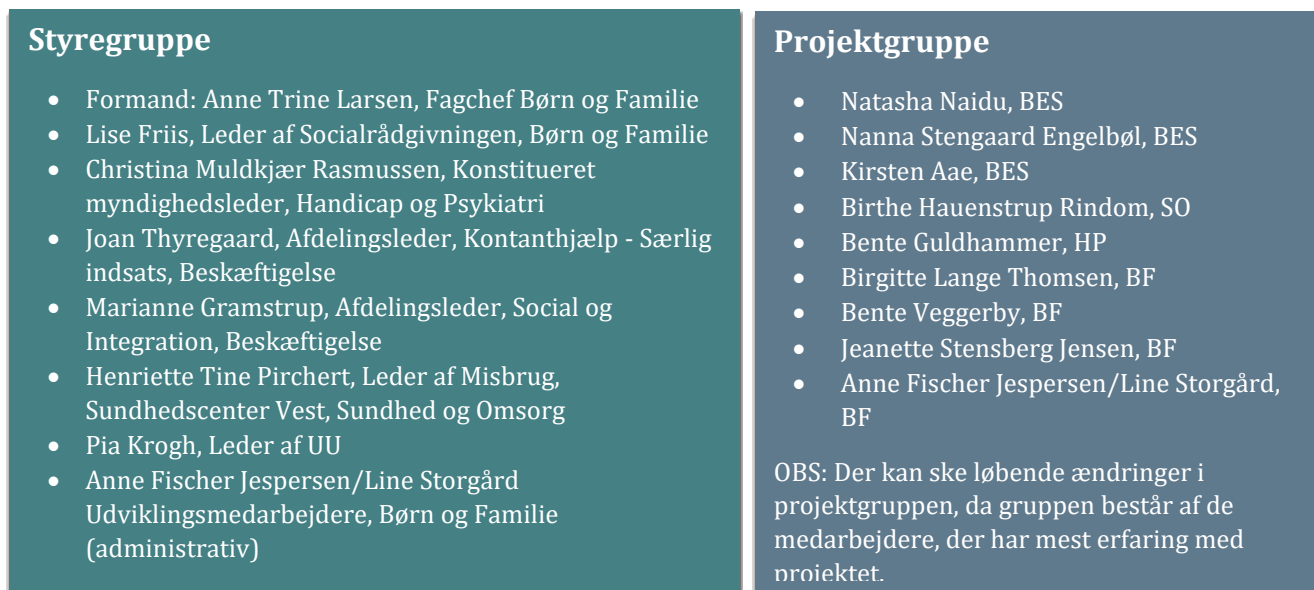 Styregruppe
• Formand: Anne Trine Larsen, Fagchef Børn og Familie
• Lise Friis, Leder af Socialrådgivningen, Børn og Familie
• Christina Muldkjær Rasmussen, Konstitueret
myndighedsleder, Handicap og Psykiatri
• Joan Thyregaard, Afdelingsleder, Kontanthjælp - Særlig
indsats, Beskæftigelse
• Marianne Gramstrup, Afdelingsleder, Social og
Integration, Beskæftigelse
• Henriette Tine Pirchert, Leder af Misbrug,
Sundhedscenter Vest, Sundhed og Omsorg
• Pia Krogh, Leder af UU
• Anne Fischer Jespersen/Line Storgård
Udviklingsmedarbejdere, Børn og Familie
(administrativ)
Projektgruppe
• Natasha Naidu, BES
• Nanna Stengaard Engelbøl, BES
• Kirsten Aae, BES
• Birthe Hauenstrup Rindom, SO
• Bente Guldhammer, HP
• Birgitte Lange Thomsen, BF
• Bente Veggerby, BF
• Jeanette Stensberg Jensen, BF
• Anne Fischer Jespersen/Line Storgård,
BF
OBS: Der kan ske løbende ændringer i
projektgruppen, da gruppen består af de
medarbejdere, der har mest erfaring med
projektet.